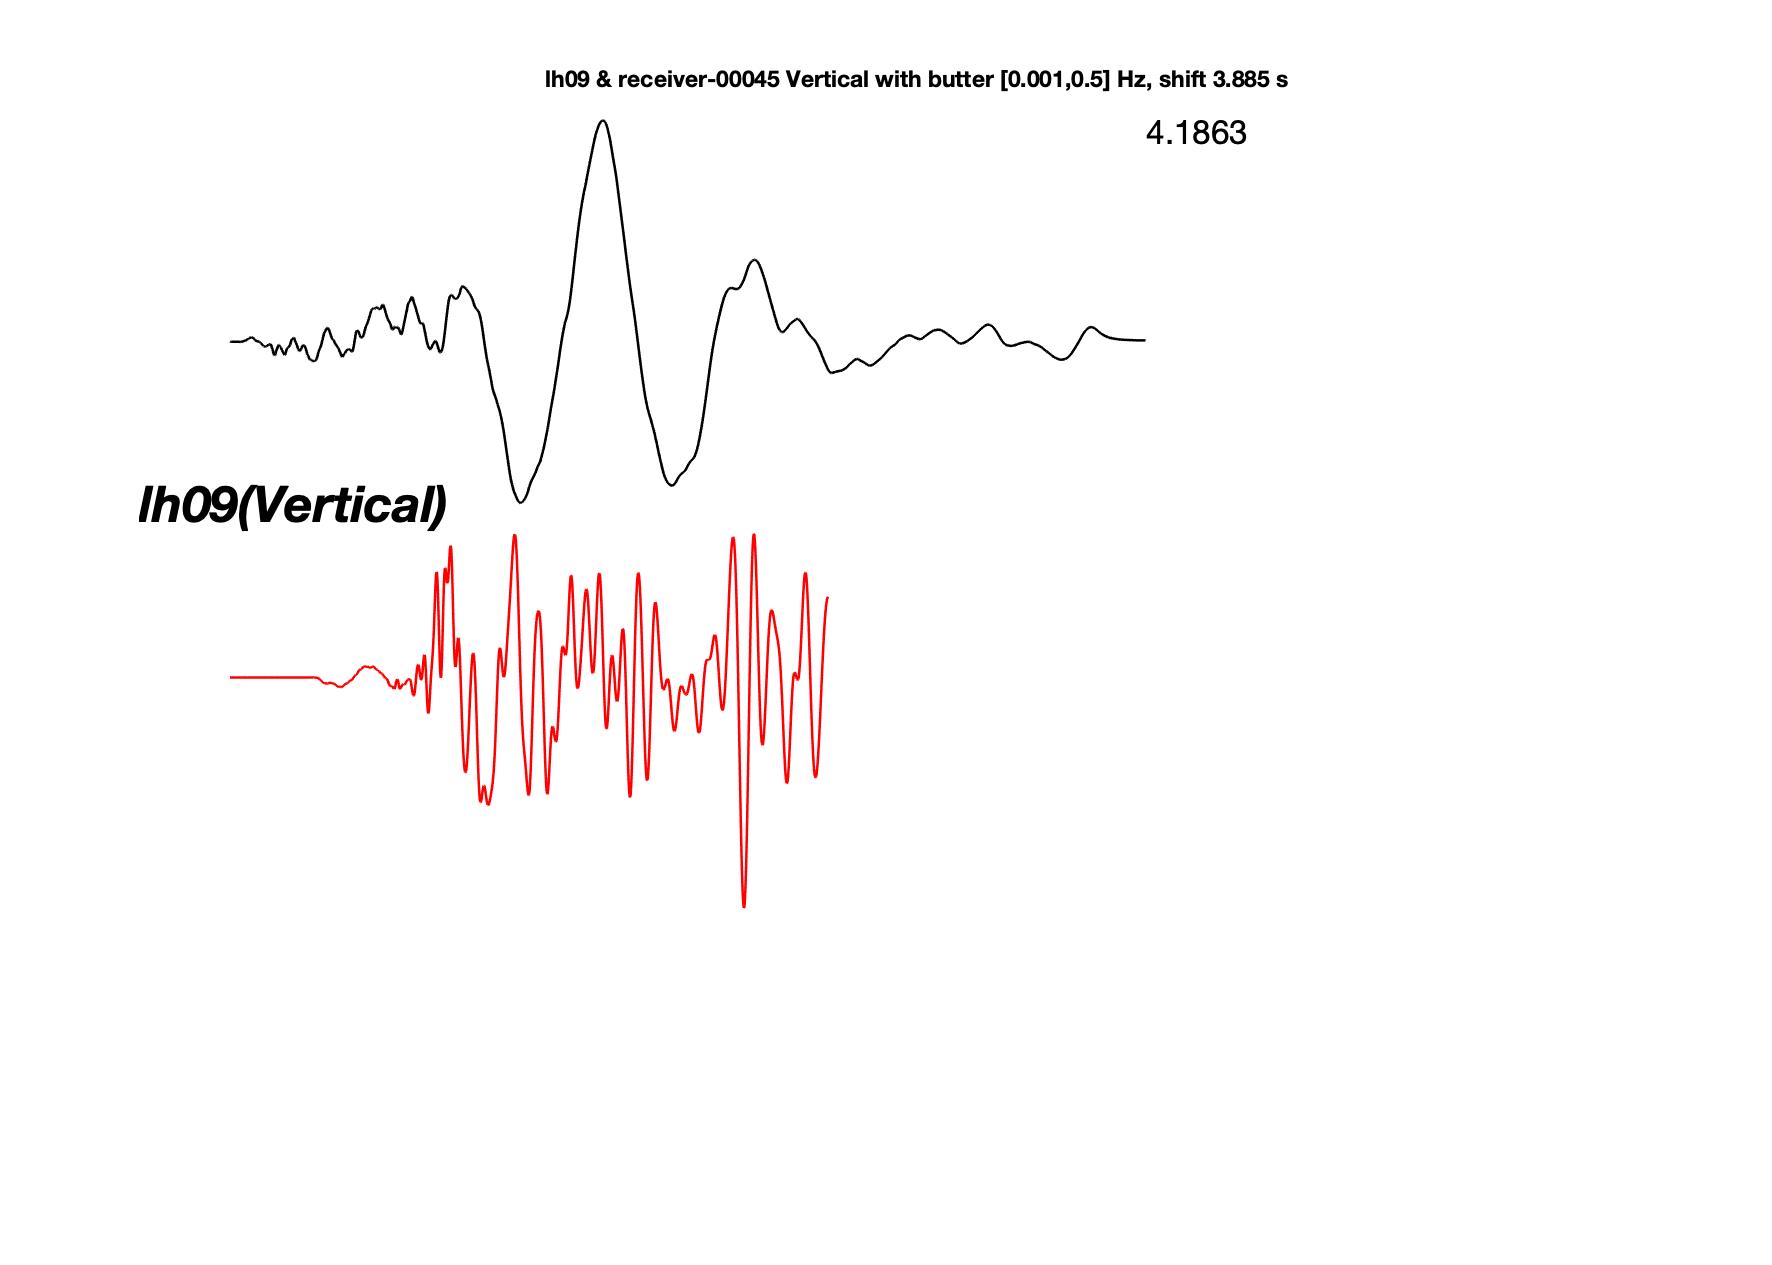 lh09 & receiver-00045 Vertical with butter [0.001,0.5] Hz, shift 3.885 s
4.1863
lh09(Vertical)